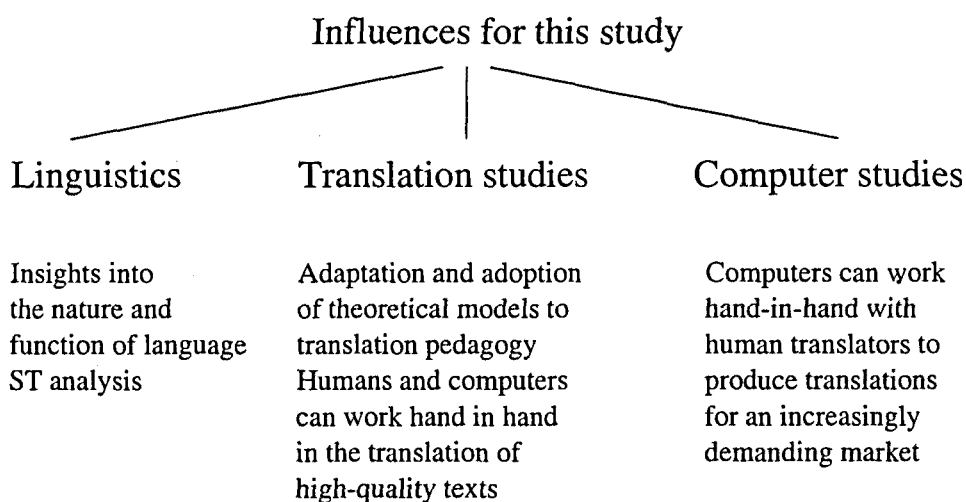 Influences for this study
Linguistics
Insights into
the nature and
function of language
ST analysis
Translation studies
Adaptation and adoption
of theoretical models to
translation pedagogy
Humans and computers
can work hand in hand
in the translation of
high-quality texts
Computer studies
Computers can work
hand-in-hand with
human translators to
produce translations
for an increasingly
demanding market